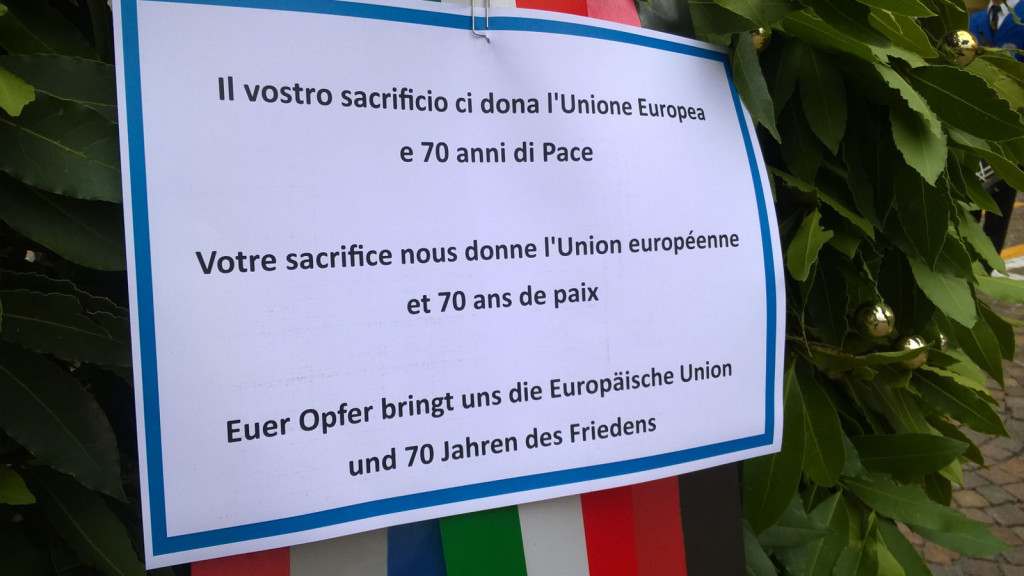 Il vostro sacrificio ci dona l'Unione Europea
e 70 anni di Pace
Votre sacrifice nous donne l'Union européenne
et 70 ans de paix
Euer Opfer bringt uns die Europäische Union
und 70 Jahren des Friedens